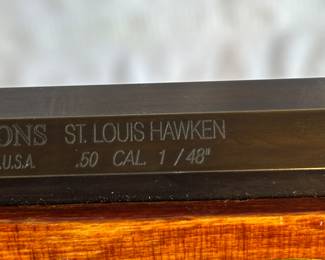 ONS ST. LOUIS HAWKEN
U.S.A. .50 CAL. 1/48"